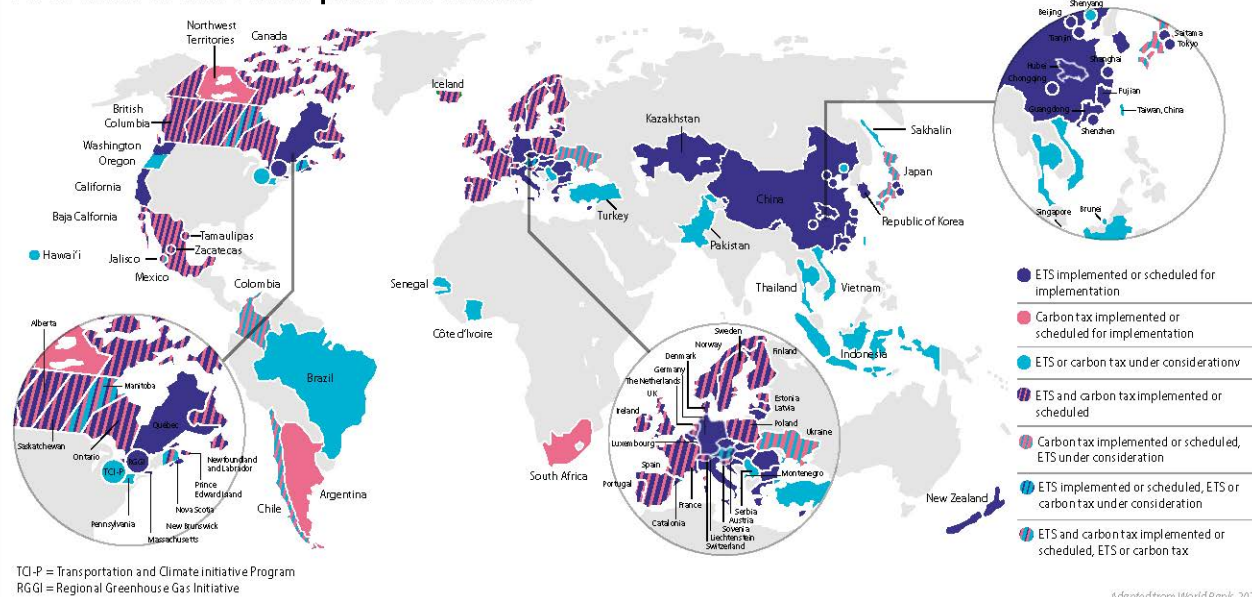 Northwest
Territories
Canada
Iceland
British
Columbia
Washington
Oregon
California
Baja Calfornia
Hawai'i
Tamaulipas
Zacatecas
Jalisco
Mexico
Colombia
Brazil
Chile
Argentina
Senegal
Côte d'Ivoire
South Africa
Kazakhstan
Turkey
Pakistan
China
Sakhalin
Japan
Republic of Korea
Thailand
Vietnam
Indonesia
New Zealand
Alberta
Manitoba
Quebec
Saskatchewan
Ontario
TCI-P
RGGI
Newfoundland
and Labrador
Prince
Edward Island
Nova Scotia
New Brunswick
Massachusetts
Pennsylvania
Sweden
Norway
Finland
Denmark
Germany
The Netherlands
UK
Ireland
Estonia
Latvia
Poland
Ukraine
Luxembourg
Spain
Portugal
Montenegro
France
Catalonia
Serbia
Austria
Sovenia
Liechtenstein
Switzerland
Shenyang
Beijing
Tianjin
Saitama
Tokyo
Hubei
Shanghai
Chongqing
Fujian
Guangdong
Taiwan, China
Shenzhen
Singapore
Brunei
ETS implemented or scheduled for
implementation
Carbon tax implemented or
scheduled for implementation
ETS or carbon tax under considerationv
ETS and carbon tax implemented or
scheduled
Carbon tax implemented or scheduled,
ETS under consideration
ETS implemented or scheduled, ETS or
carbon tax under consideration
ETS and carbon tax implemented or
scheduled, ETS or carbon tax
TCI-P = Transportation and Climate initiative Program
RGGI = Regional Greenhouse Gas Initiative
Adapted from World Bank